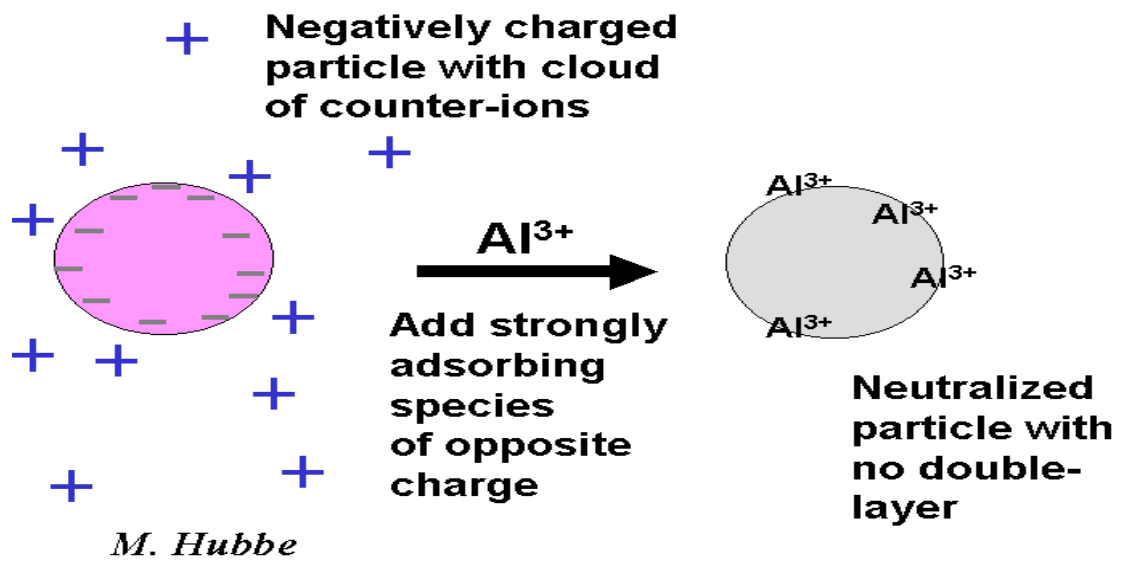 Negatively charged
particle with cloud
of counter-ions
Al³⁺
Add strongly
adsorbing
species
of opposite
charge
Al³⁺
Al³⁺
Al³⁺
Al³⁺
Neutralized
particle with
no double-
layer
M. Hubbe